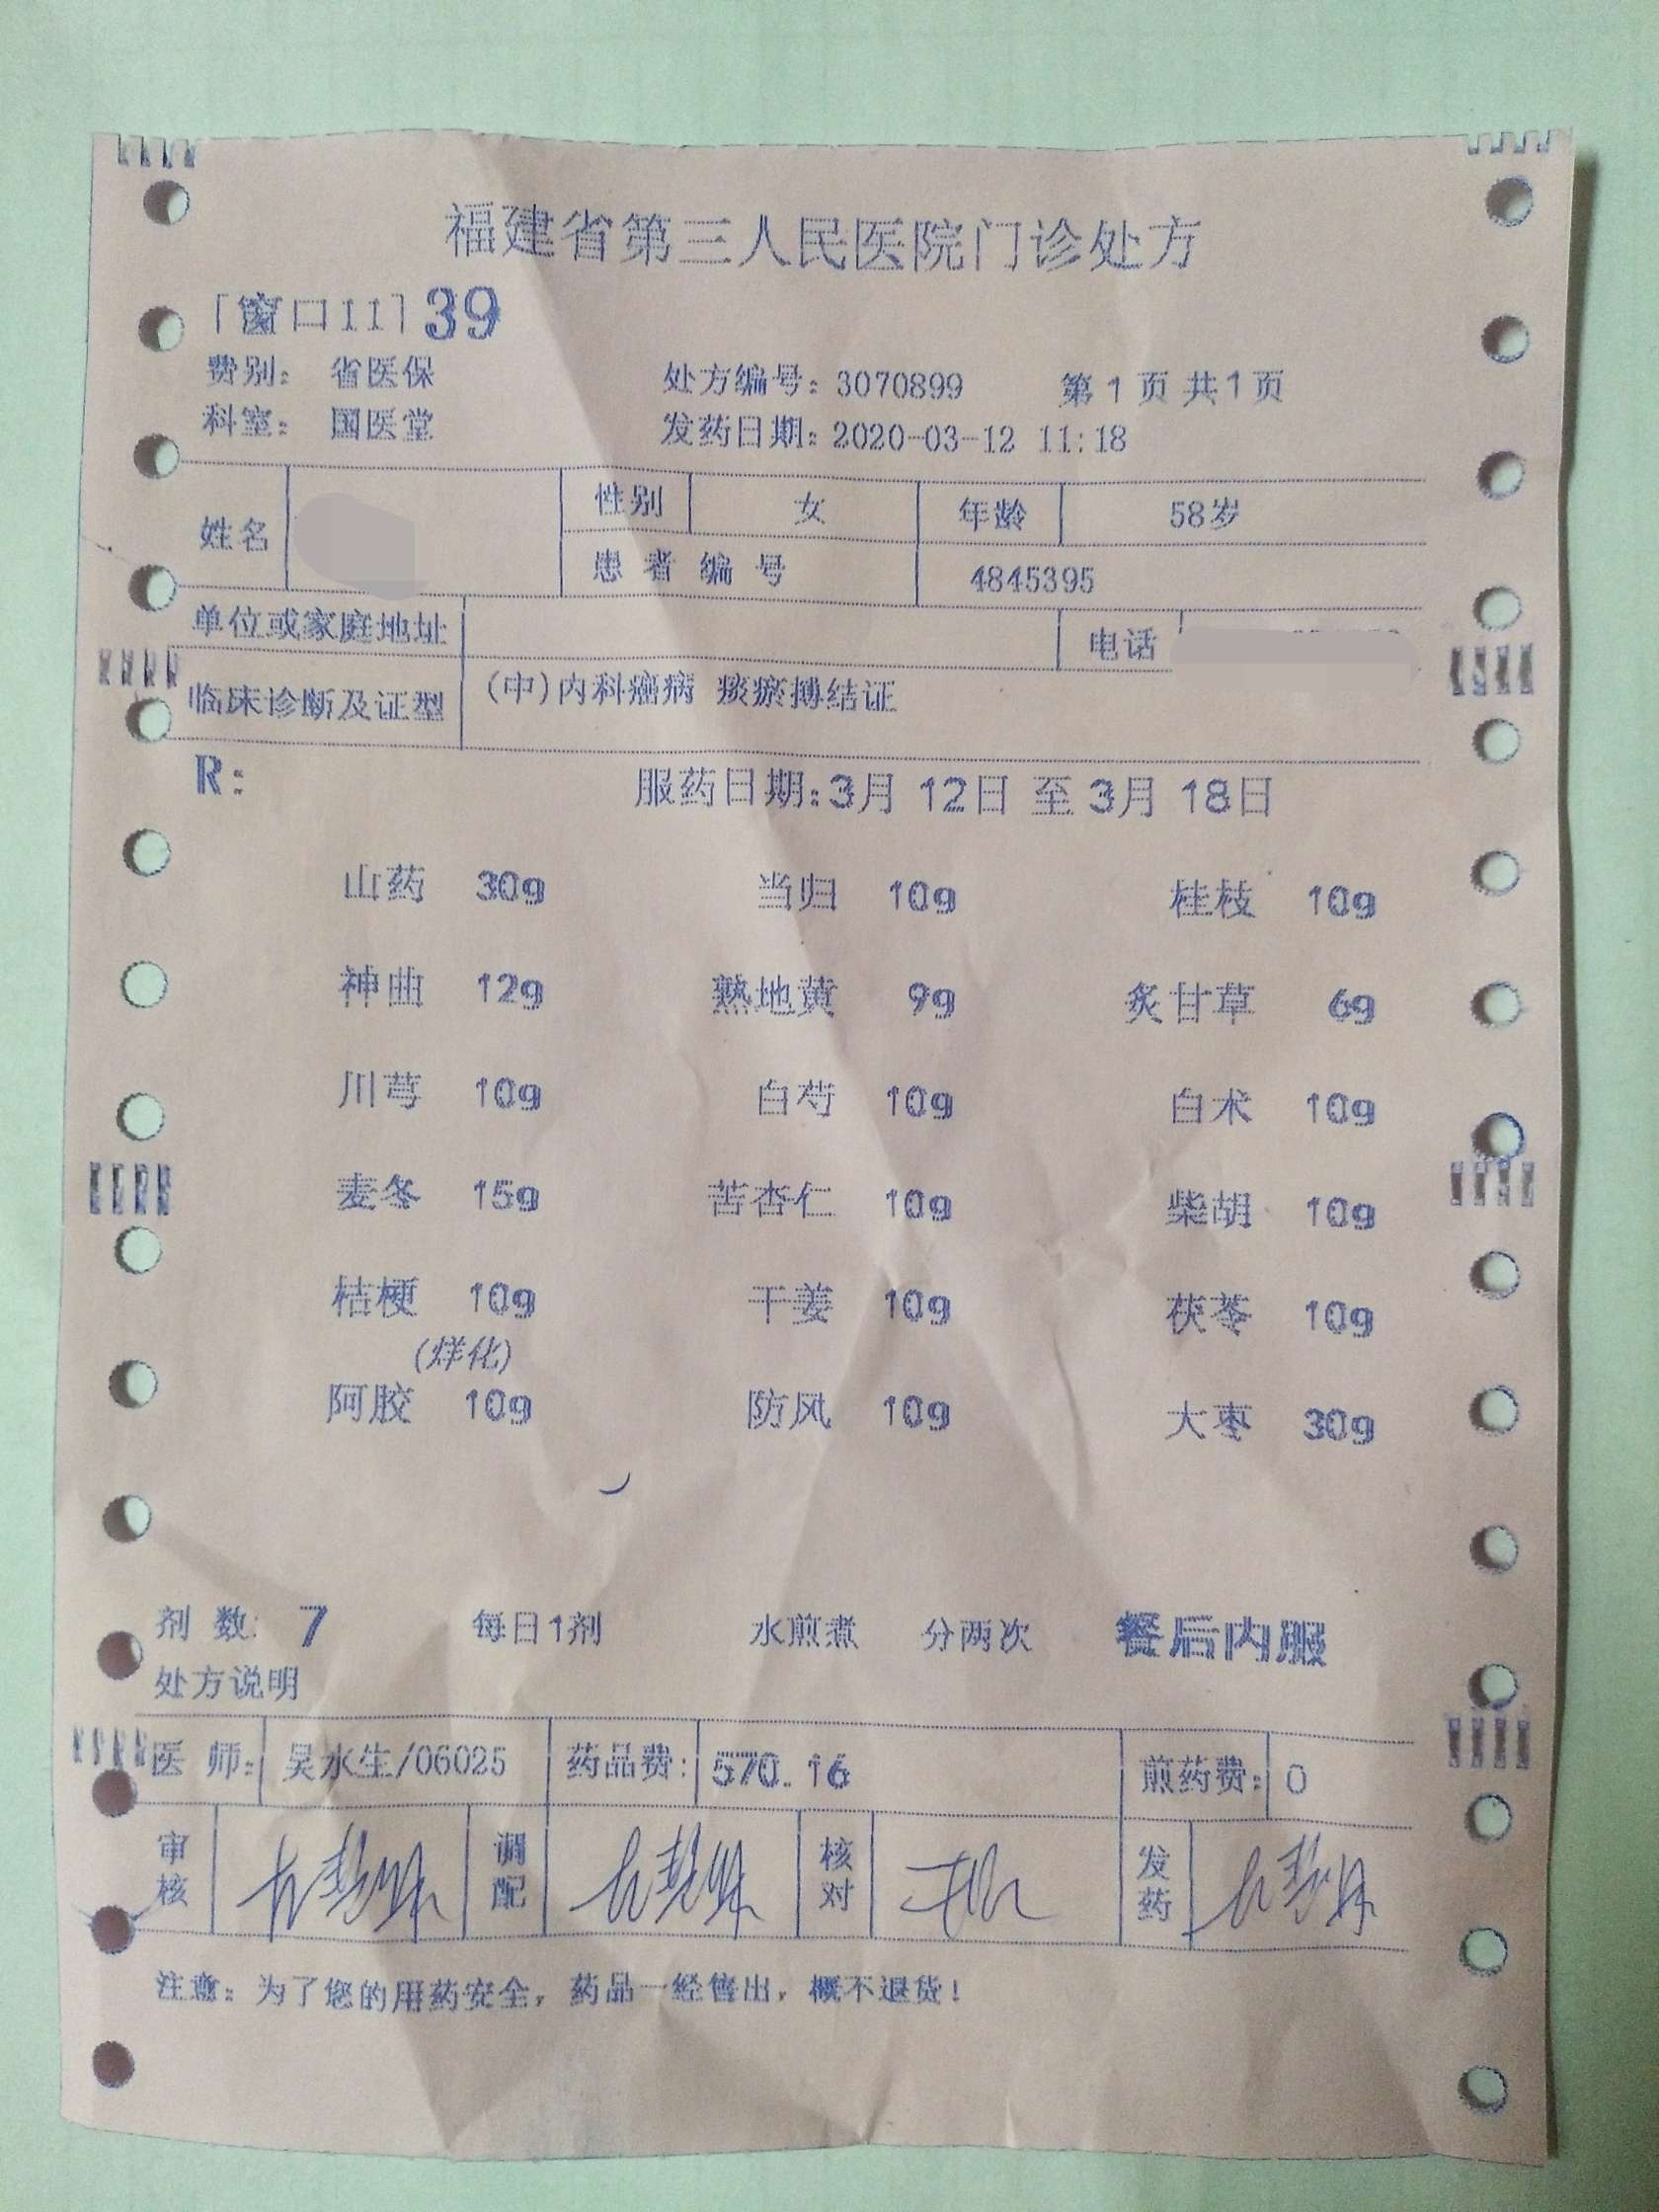 福建省第三人民医院门诊处方
[窗口11] 39
费别： 省医保 处方编号：3070899 第 1 页 共1页
科室： 国医堂 发药日期：2020-03-12 11:18
姓名 性别 女 年龄 58岁
患者编号 4845395
单位或家庭地址 电话
临床诊断及证型 (中)内科癌病 痰瘀搏结证
R: 服药日期:3月 12日 至 3月 18日
山药 30g 当归 10g 桂枝 10g
神曲 12g 熟地黄 9g 炙甘草 6g
川芎 10g 白芍 10g 白术 10g
麦冬 15g 苦杏仁 10g 柴胡 10g
桔梗 10g 干姜 10g 茯苓 10g
(烊化)
阿胶 10g 防风 10g 大枣 30g
剂 数: 7 每日1剂 水煎煮 分两次 餐后内服
处方说明
医 师: 吴水生/06025 药品费: 570.16 煎药费: 0
审核 调配 核对 发药
注意：为了您的用药安全，药品一经售出，概不退货！